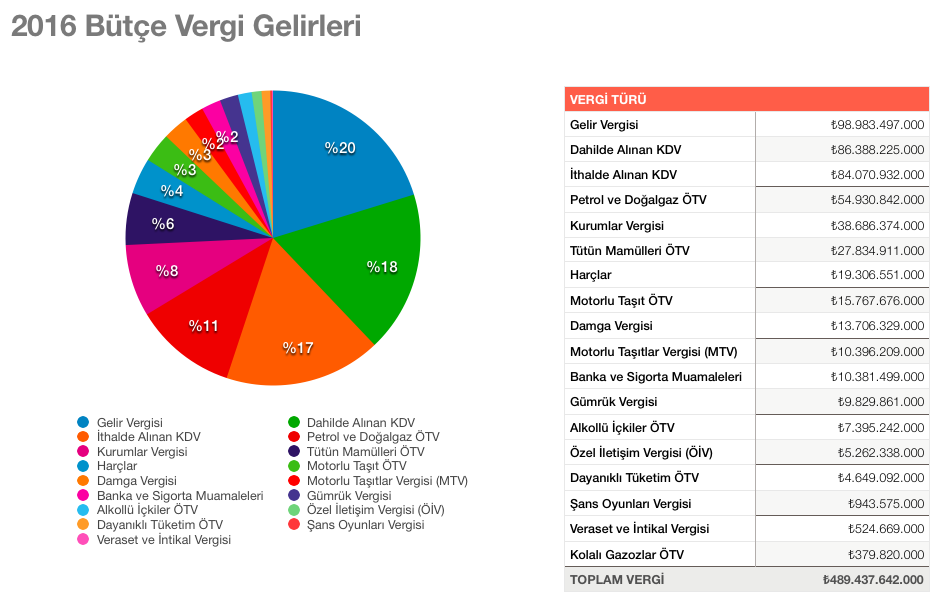 2016 Bütçe Vergi Gelirleri
%20
%18
%17
%11
%8
%6
%4
%3
%3
%2
%2
Gelir Vergisi
Dahilde Alınan KDV
İthalde Alınan KDV
Petrol ve Doğalgaz ÖTV
Kurumlar Vergisi
Tütün Mamülleri ÖTV
Harçlar
Motorlu Taşıt ÖTV
Damga Vergisi
Motorlu Taşıtlar Vergisi (MTV)
Banka ve Sigorta Muamaleleri
Gümrük Vergisi
Alkollü İçkiler ÖTV
Özel İletişim Vergisi (ÖİV)
Dayanıklı Tüketim ÖTV
Şans Oyunları Vergisi
Veraset ve İntikal Vergisi
VERGİ TÜRÜ
Gelir Vergisi ₺98.983.497.000
Dahilde Alınan KDV ₺86.388.225.000
İthalde Alınan KDV ₺84.070.932.000
Petrol ve Doğalgaz ÖTV ₺54.930.842.000
Kurumlar Vergisi ₺38.686.374.000
Tütün Mamülleri ÖTV ₺27.834.911.000
Harçlar ₺19.306.551.000
Motorlu Taşıt ÖTV ₺15.767.676.000
Damga Vergisi ₺13.706.329.000
Motorlu Taşıtlar Vergisi (MTV) ₺10.396.209.000
Banka ve Sigorta Muamaleleri ₺10.381.499.000
Gümrük Vergisi ₺9.829.861.000
Alkollü İçkiler ÖTV ₺7.395.242.000
Özel İletişim Vergisi (ÖİV) ₺5.262.338.000
Dayanıklı Tüketim ÖTV ₺4.649.092.000
Şans Oyunları Vergisi ₺943.575.000
Veraset ve İntikal Vergisi ₺524.669.000
Kolalı Gazozlar ÖTV ₺379.820.000
TOPLAM VERGİ ₺489.437.642.000